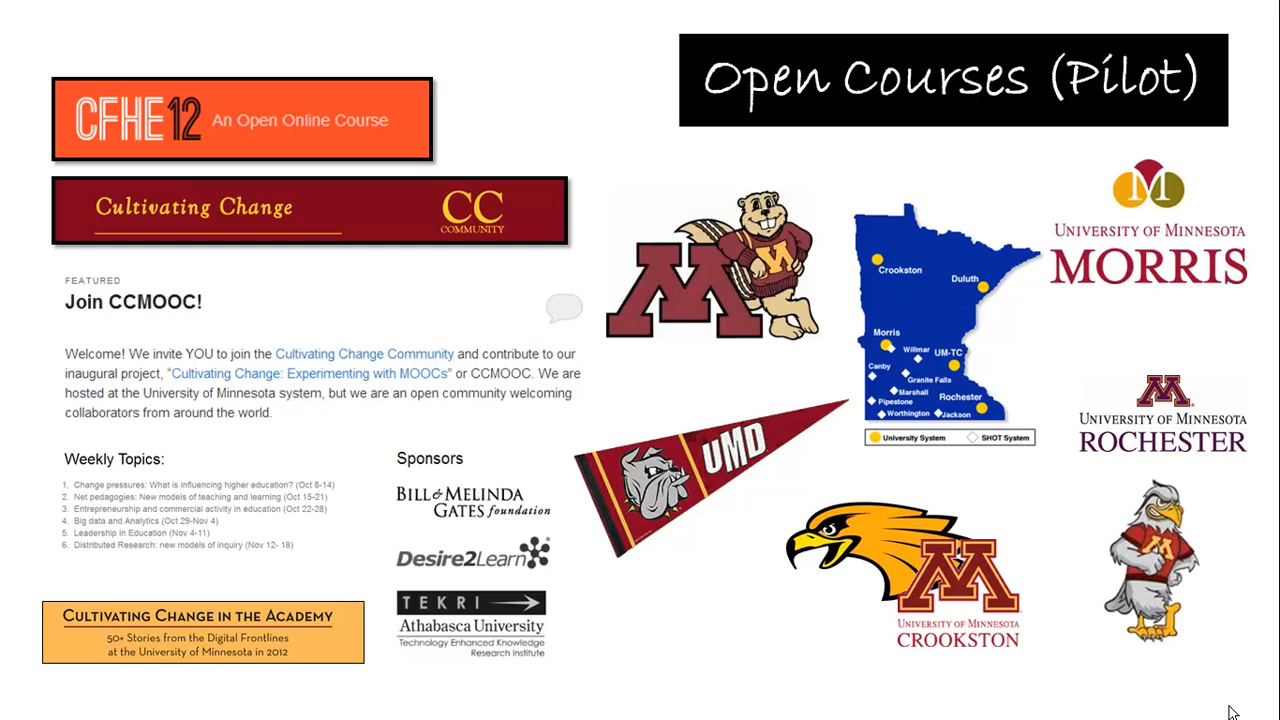 Open Courses (Pilot)
CFHE12 An Open Online Course
Cultivating Change
CC
COMMUNITY
FEATURED
Join CCMOOC!
Welcome! We invite YOU to join the Cultivating Change Community and contribute to our
inaugural project, “Cultivating Change: Experimenting with MOOCs” or CCMOOC. We are
hosted at the University of Minnesota system, but we are an open community welcoming
collaborators from around the world.
Weekly Topics:
1. Change pressures: What is influencing higher education? (Oct 8-14)
2. Net pedagogies: New models of teaching and learning (Oct 15-21)
3. Entrepreneurship and commercial activity in education (Oct 22-28)
4. Big data and Analytics (Oct 29-Nov 4)
5. Leadership in Education (Nov 4-11)
6. Distributed Research: new models of inquiry (Nov 12- 18)
Sponsors
BILL & MELINDA
GATES foundation
Desire2Learn
TEKRI
Athabasca University
Technology Enhanced Knowledge
Research Institute
CULTIVATING CHANGE IN THE ACADEMY
50+ Stories from the Digital Frontlines
at the University of Minnesota in 2012
M
M
UMD
Crookston
Duluth
Morris
Willmar
UM-TC
Canby
Granite Falls
Marshall
Rochester
Pipestone
Worthington
Jackson
University System
SHOT System
M
UNIVERSITY OF MINNESOTA
MORRIS
M
UNIVERSITY OF MINNESOTA
ROCHESTER
M
UNIVERSITY OF MINNESOTA
CROOKSTON
M